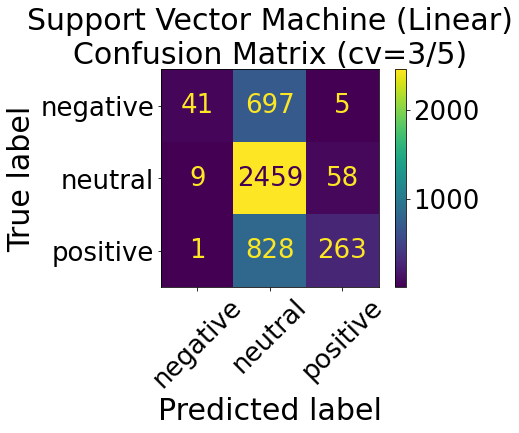 Support Vector Machine (Linear)
Confusion Matrix (cv=3/5)
True label
negative 41 697 5
neutral 9 2459 58
positive 1 828 263
2000
1000
negative neutral positive
Predicted label